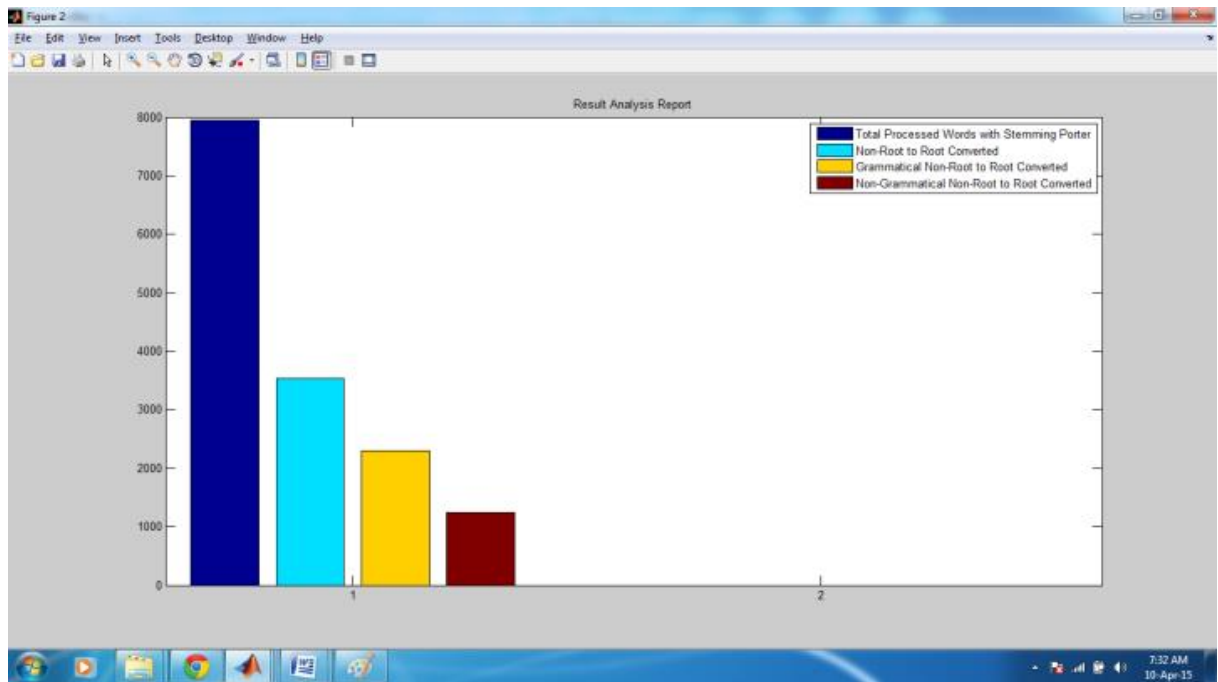 Figure 2
File Edit View Insert Tools Desktop Window Help
Result Analysis Report
8000
7000
6000
5000
4000
3000
2000
1000
0
1
2
Total Processed Words with Stemming Porter
Non-Root to Root Converted
Grammatical Non-Root to Root Converted
Non-Grammatical Non-Root to Root Converted
7:32 AM
10-Apr-15